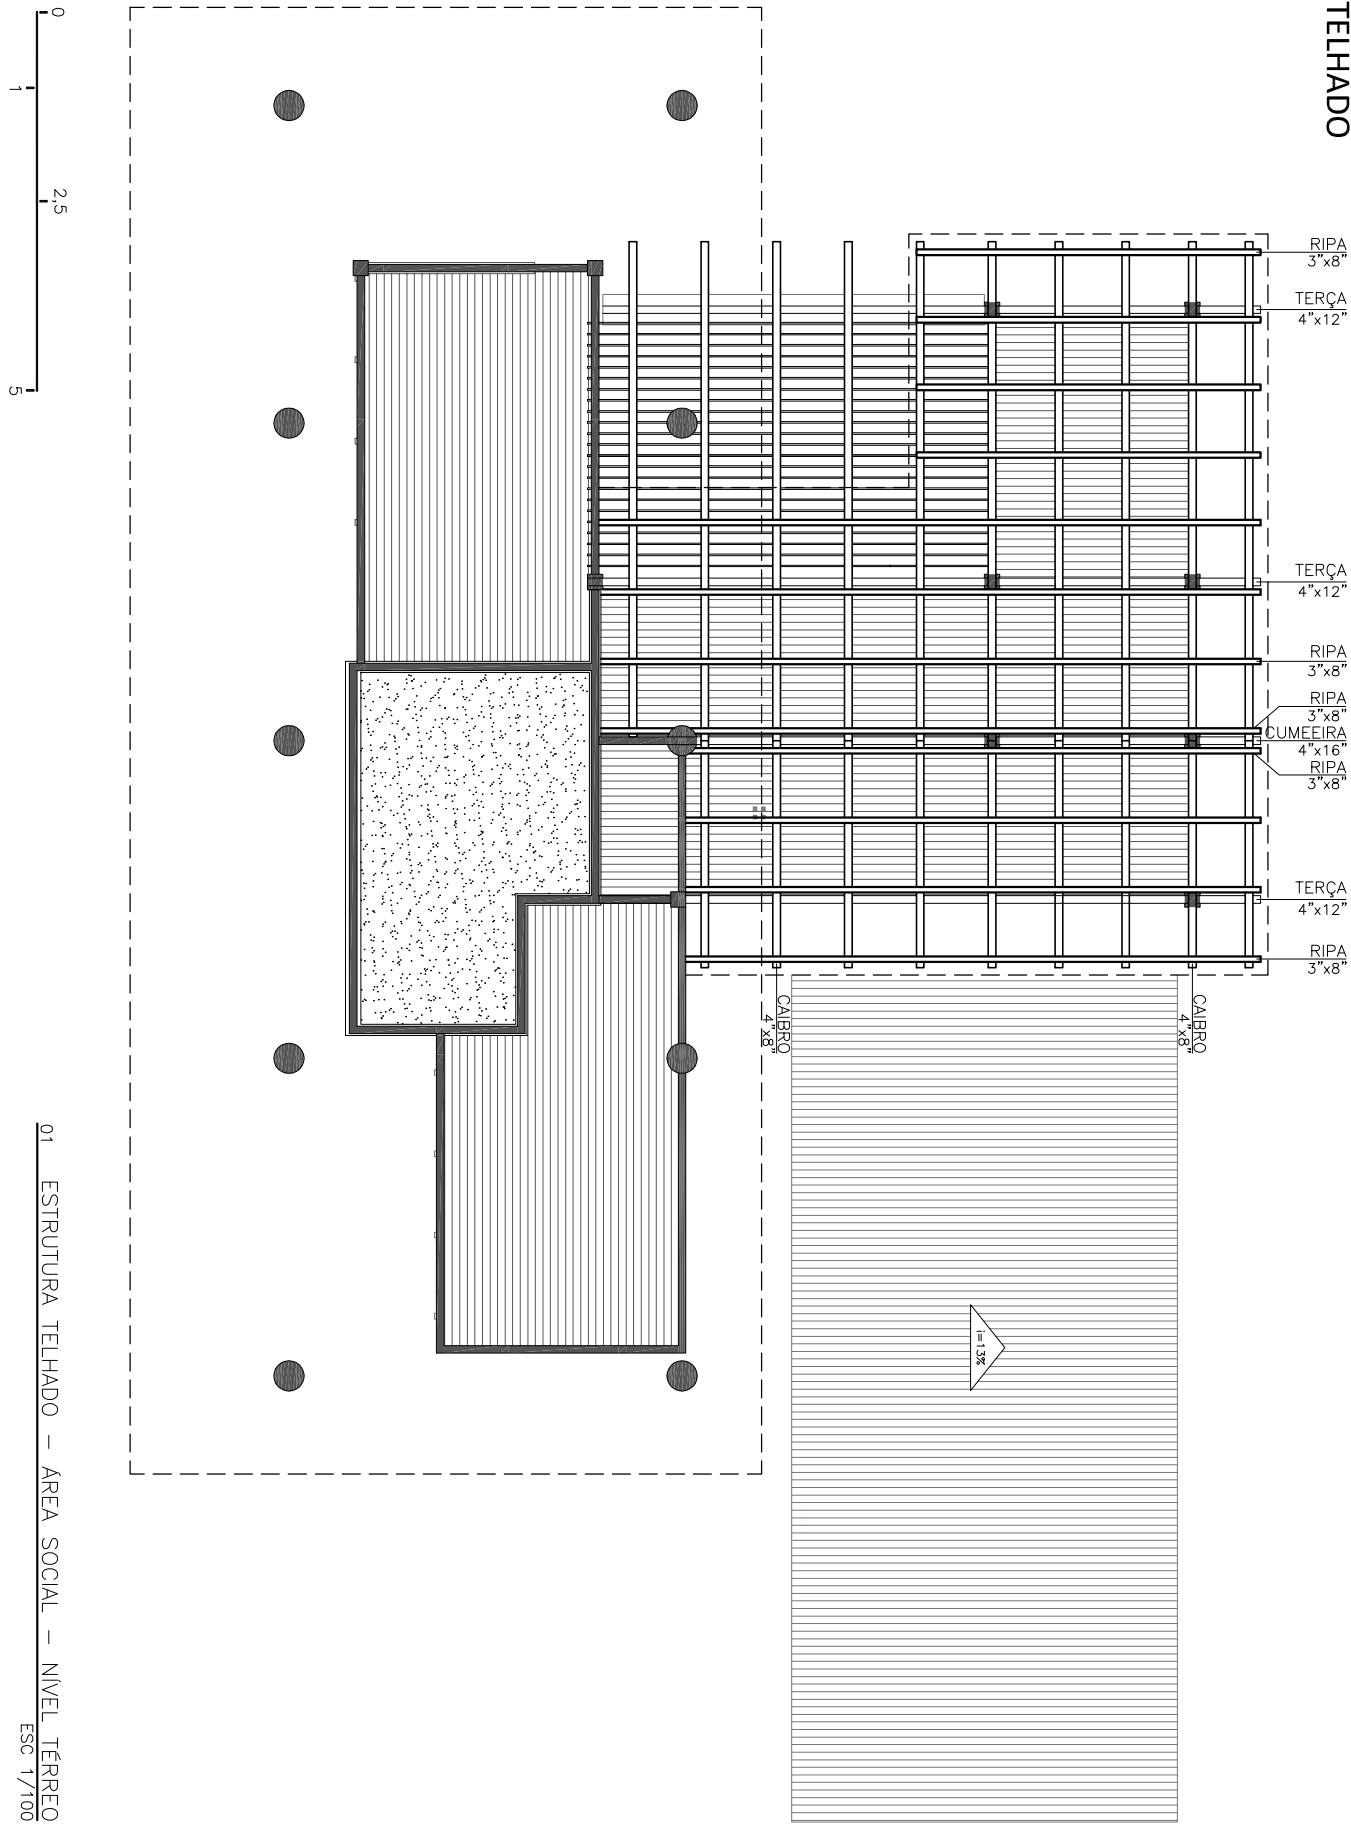 TELHADO
0
1
2,5
5
RIPA
3"x8"
TERÇA
4"x12"
TERÇA
4"x12"
RIPA
3"x8"
RIPA
3"x8"
CUMEEIRA
4"x16"
RIPA
3"x8"
TERÇA
4"x12"
RIPA
3"x8"
CAIBRO
4"x8"
CAIBRO
4"x8"
i=13%
01 ESTRUTURA TELHADO – ÁREA SOCIAL – NÍVEL TÉRREO
ESC 1/100